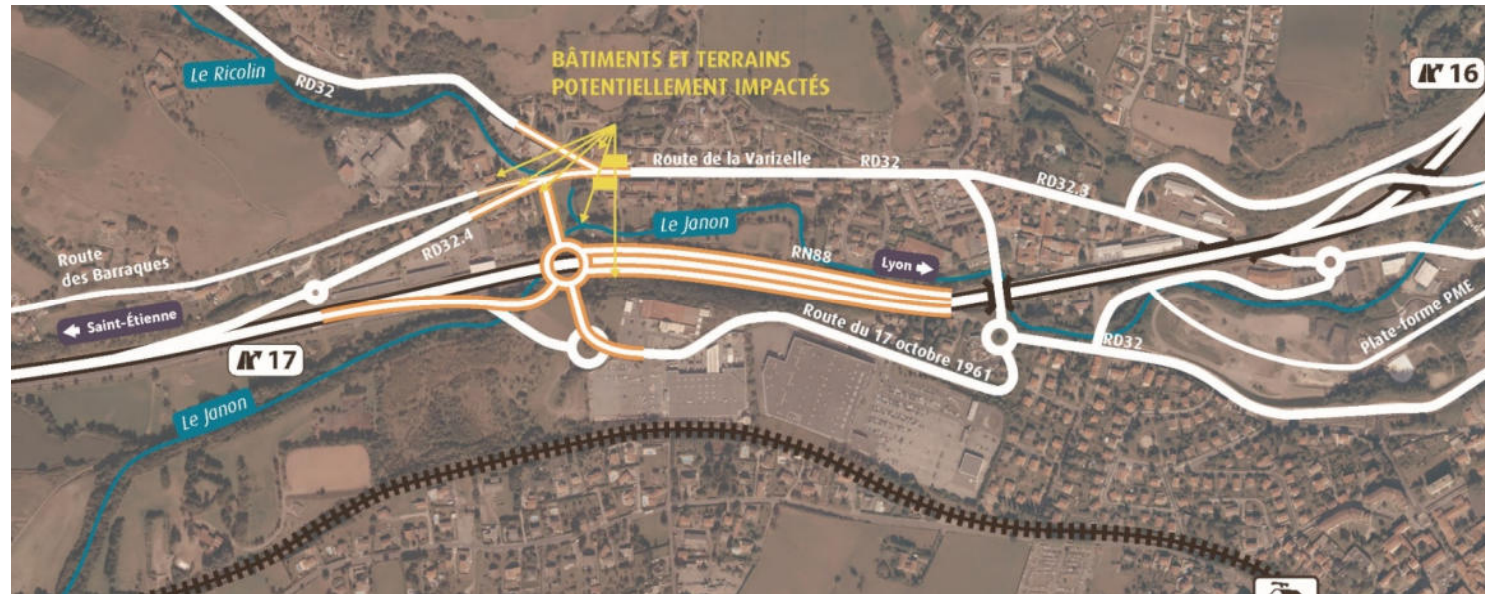 BÂTIMENTS ET TERRAINS
POTENTIELLEMENT IMPACTÉS
16
Le Ricolin
RD32
Route de la Varizelle
RD32
RD32.3
Le Janon
RD32.4
RN88
Lyon
Route
des Barraques
Saint-Étienne
17
Route du 17 octobre 1961
RD32
Plate-forme PME
Le Janon